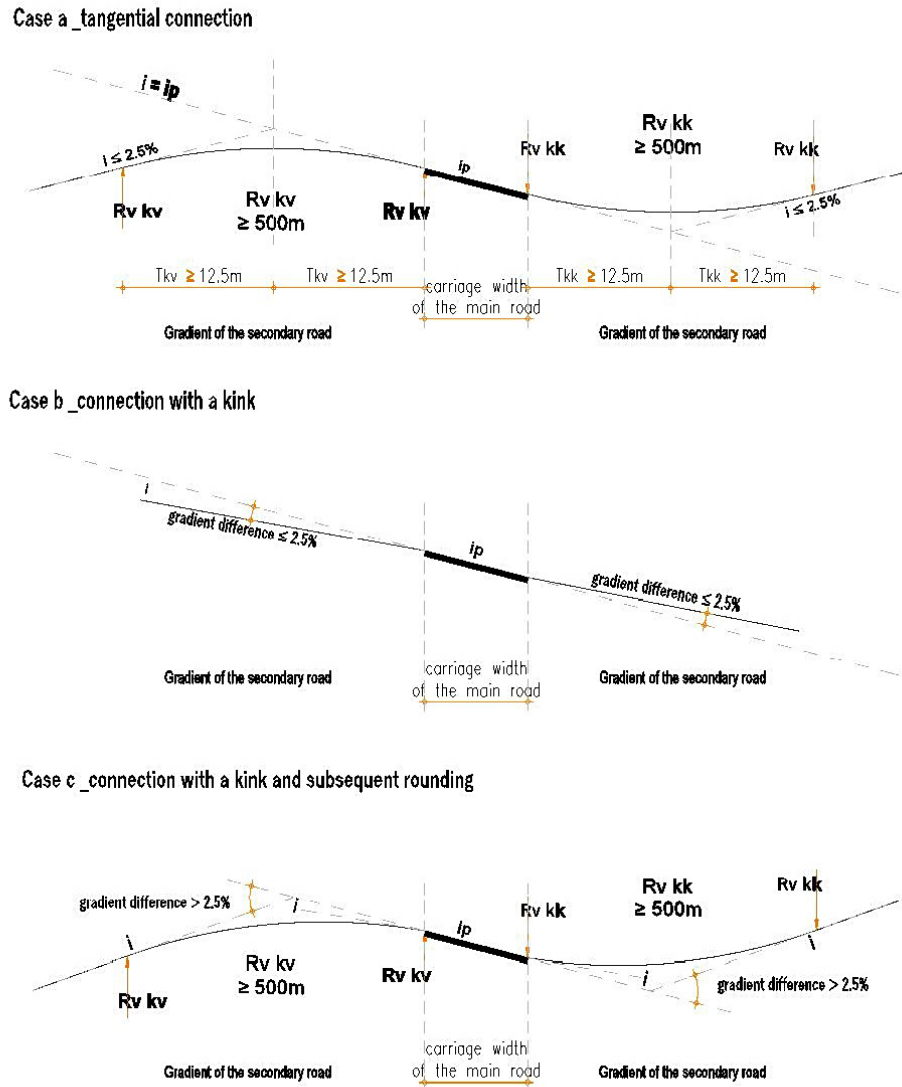 Case a _tangential connection
i = ip
i ≤ 2.5%
Rv kv
Rv kv
≥ 500m
Rv kv
ip
Rv kk
Rv kk
≥ 500m
Rv kk
i ≤ 2.5%
Tkv ≥ 12.5m
Tkv ≥ 12.5m
carriage width
of the main road
Tkk ≥ 12.5m
Tkk ≥ 12.5m
Gradient of the secondary road
Gradient of the secondary road
Case b _connection with a kink
i
gradient difference ≤ 2.5%
ip
gradient difference ≤ 2.5%
Gradient of the secondary road
carriage width
of the main road
Gradient of the secondary road
Case c _connection with a kink and subsequent rounding
gradient difference > 2.5%
i
i
Rv kv
Rv kv
≥ 500m
Rv kv
ip
Rv kk
Rv kk
≥ 500m
Rv kk
i
i
gradient difference > 2.5%
Gradient of the secondary road
carriage width
of the main road
Gradient of the secondary road